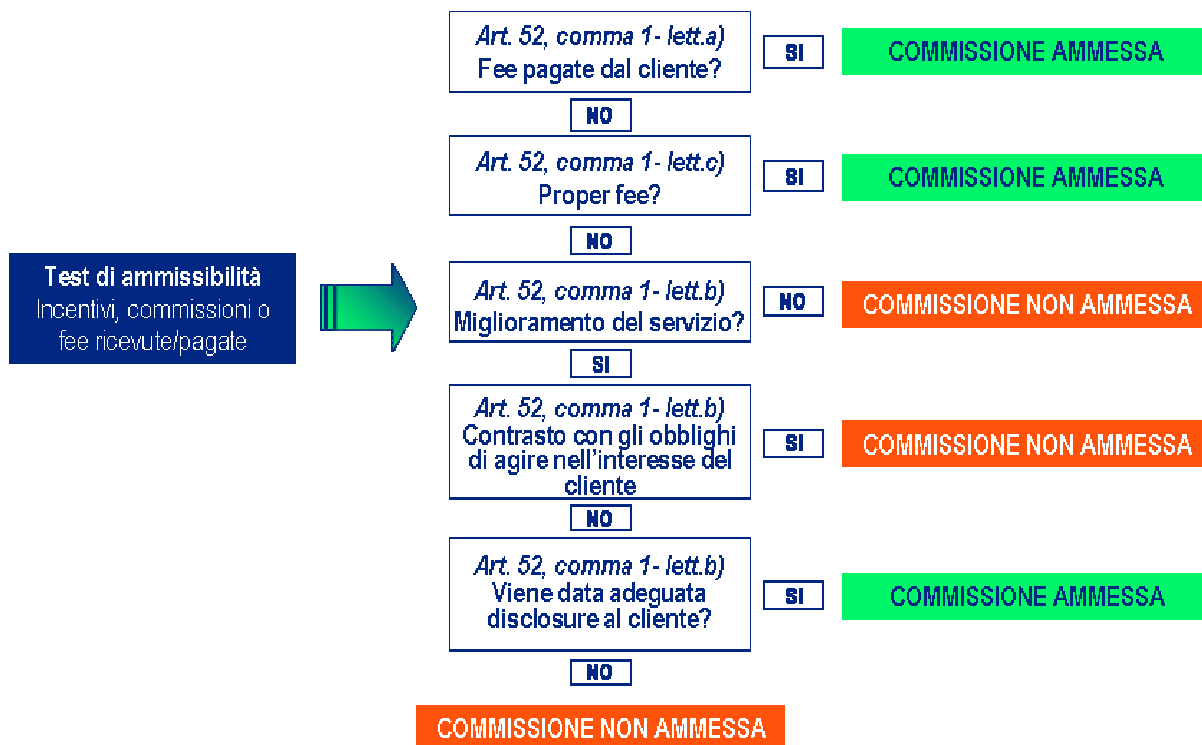 Art. 52, comma 1- lett.a)
Fee pagate dal cliente?
SI
COMMISSIONE AMMESSA
NO
Art. 52, comma 1- lett.c)
Proper fee?
SI
COMMISSIONE AMMESSA
NO
Test di ammissibilità
Incentivi, commissioni o
fee ricevute/pagate
Art. 52, comma 1- lett.b)
Miglioramento del servizio?
NO
COMMISSIONE NON AMMESSA
SI
Art. 52, comma 1- lett.b)
Contrasto con gli obblighi
di agire nell'interesse del
cliente
SI
COMMISSIONE NON AMMESSA
NO
Art. 52, comma 1- lett.b)
Viene data adeguata
disclosure al cliente?
SI
COMMISSIONE AMMESSA
NO
COMMISSIONE NON AMMESSA